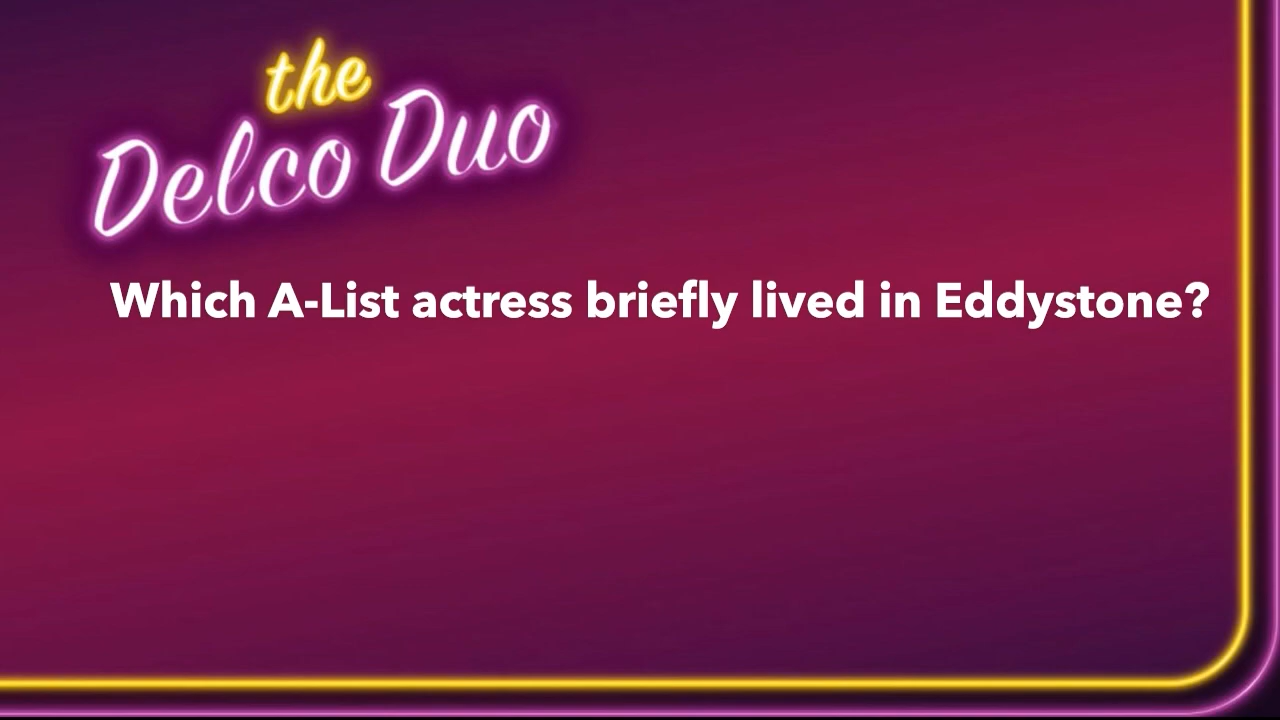 the
Delco Duo
Which A-List actress briefly lived in Eddystone?